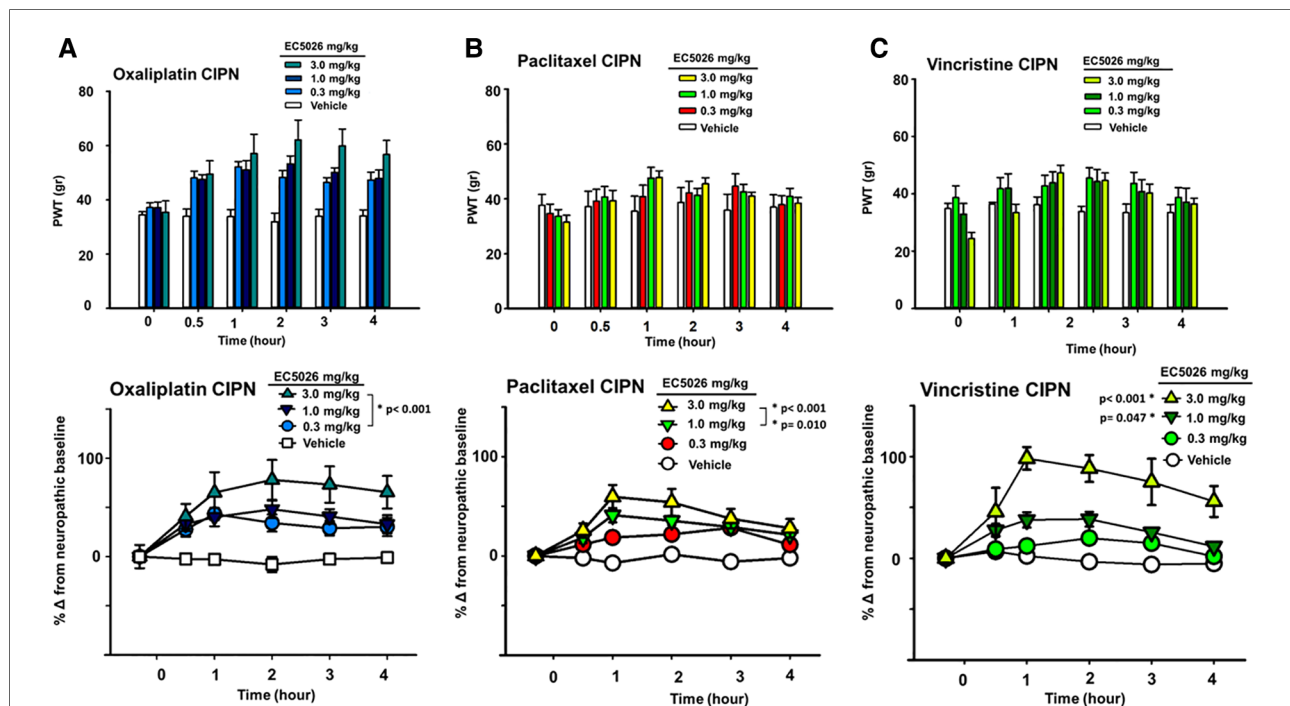 A
EC5026 mg/kg
Oxaliplatin CIPN
3.0 mg/kg
1.0 mg/kg
0.3 mg/kg
Vehicle
80
60
40
20
0
PWT (gr)
0 0.5 1 2 3 4
Time (hour)
B
EC5026 mg/kg
Paclitaxel CIPN
3.0 mg/kg
1.0 mg/kg
0.3 mg/kg
Vehicle
80
60
40
20
0
PWT (gr)
0 0.5 1 2 3 4
Time (hour)
C
EC5026 mg/kg
Vincristine CIPN
3.0 mg/kg
1.0 mg/kg
0.3 mg/kg
Vehicle
80
60
40
20
0
PWT (gr)
0 1 2 3 4
Time (hour)
Oxaliplatin CIPN
EC5026 mg/kg
3.0 mg/kg
1.0 mg/kg
* p< 0.001
0.3 mg/kg
Vehicle
100
0
100
% Δ from neuropathic baseline
0 1 2 3 4
Time (hour)
Paclitaxel CIPN
EC5026 mg/kg
3.0 mg/kg
* p< 0.001
1.0 mg/kg
* p= 0.010
0.3 mg/kg
Vehicle
100
0
100
% Δ from neuropathic baseline
0 1 2 3 4
Time (hour)
Vincristine CIPN
EC5026 mg/kg
p< 0.001 *
3.0 mg/kg
p= 0.047 *
1.0 mg/kg
0.3 mg/kg
Vehicle
100
0
100
% Δ from neuropathic baseline
0 1 2 3 4
Time (hour)